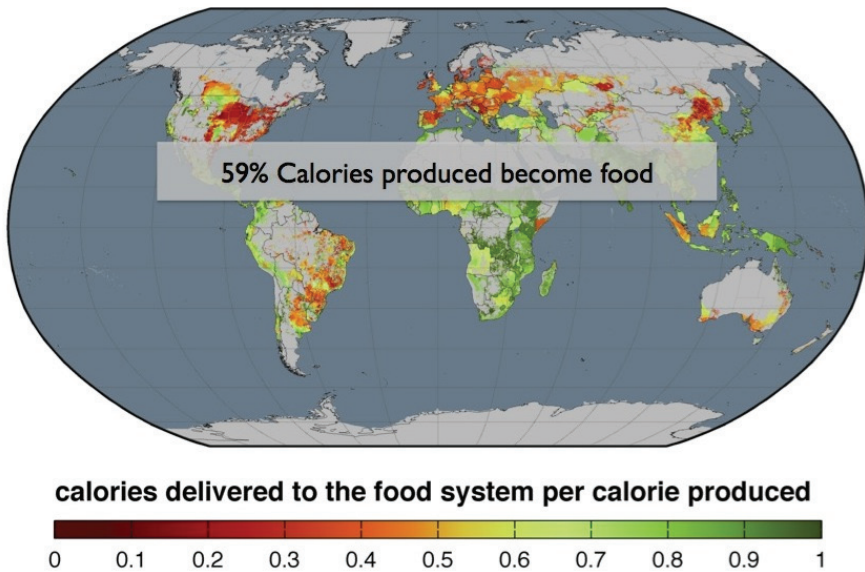 59% Calories produced become food
calories delivered to the food system per calorie produced
0 0.1 0.2 0.3 0.4 0.5 0.6 0.7 0.8 0.9 1